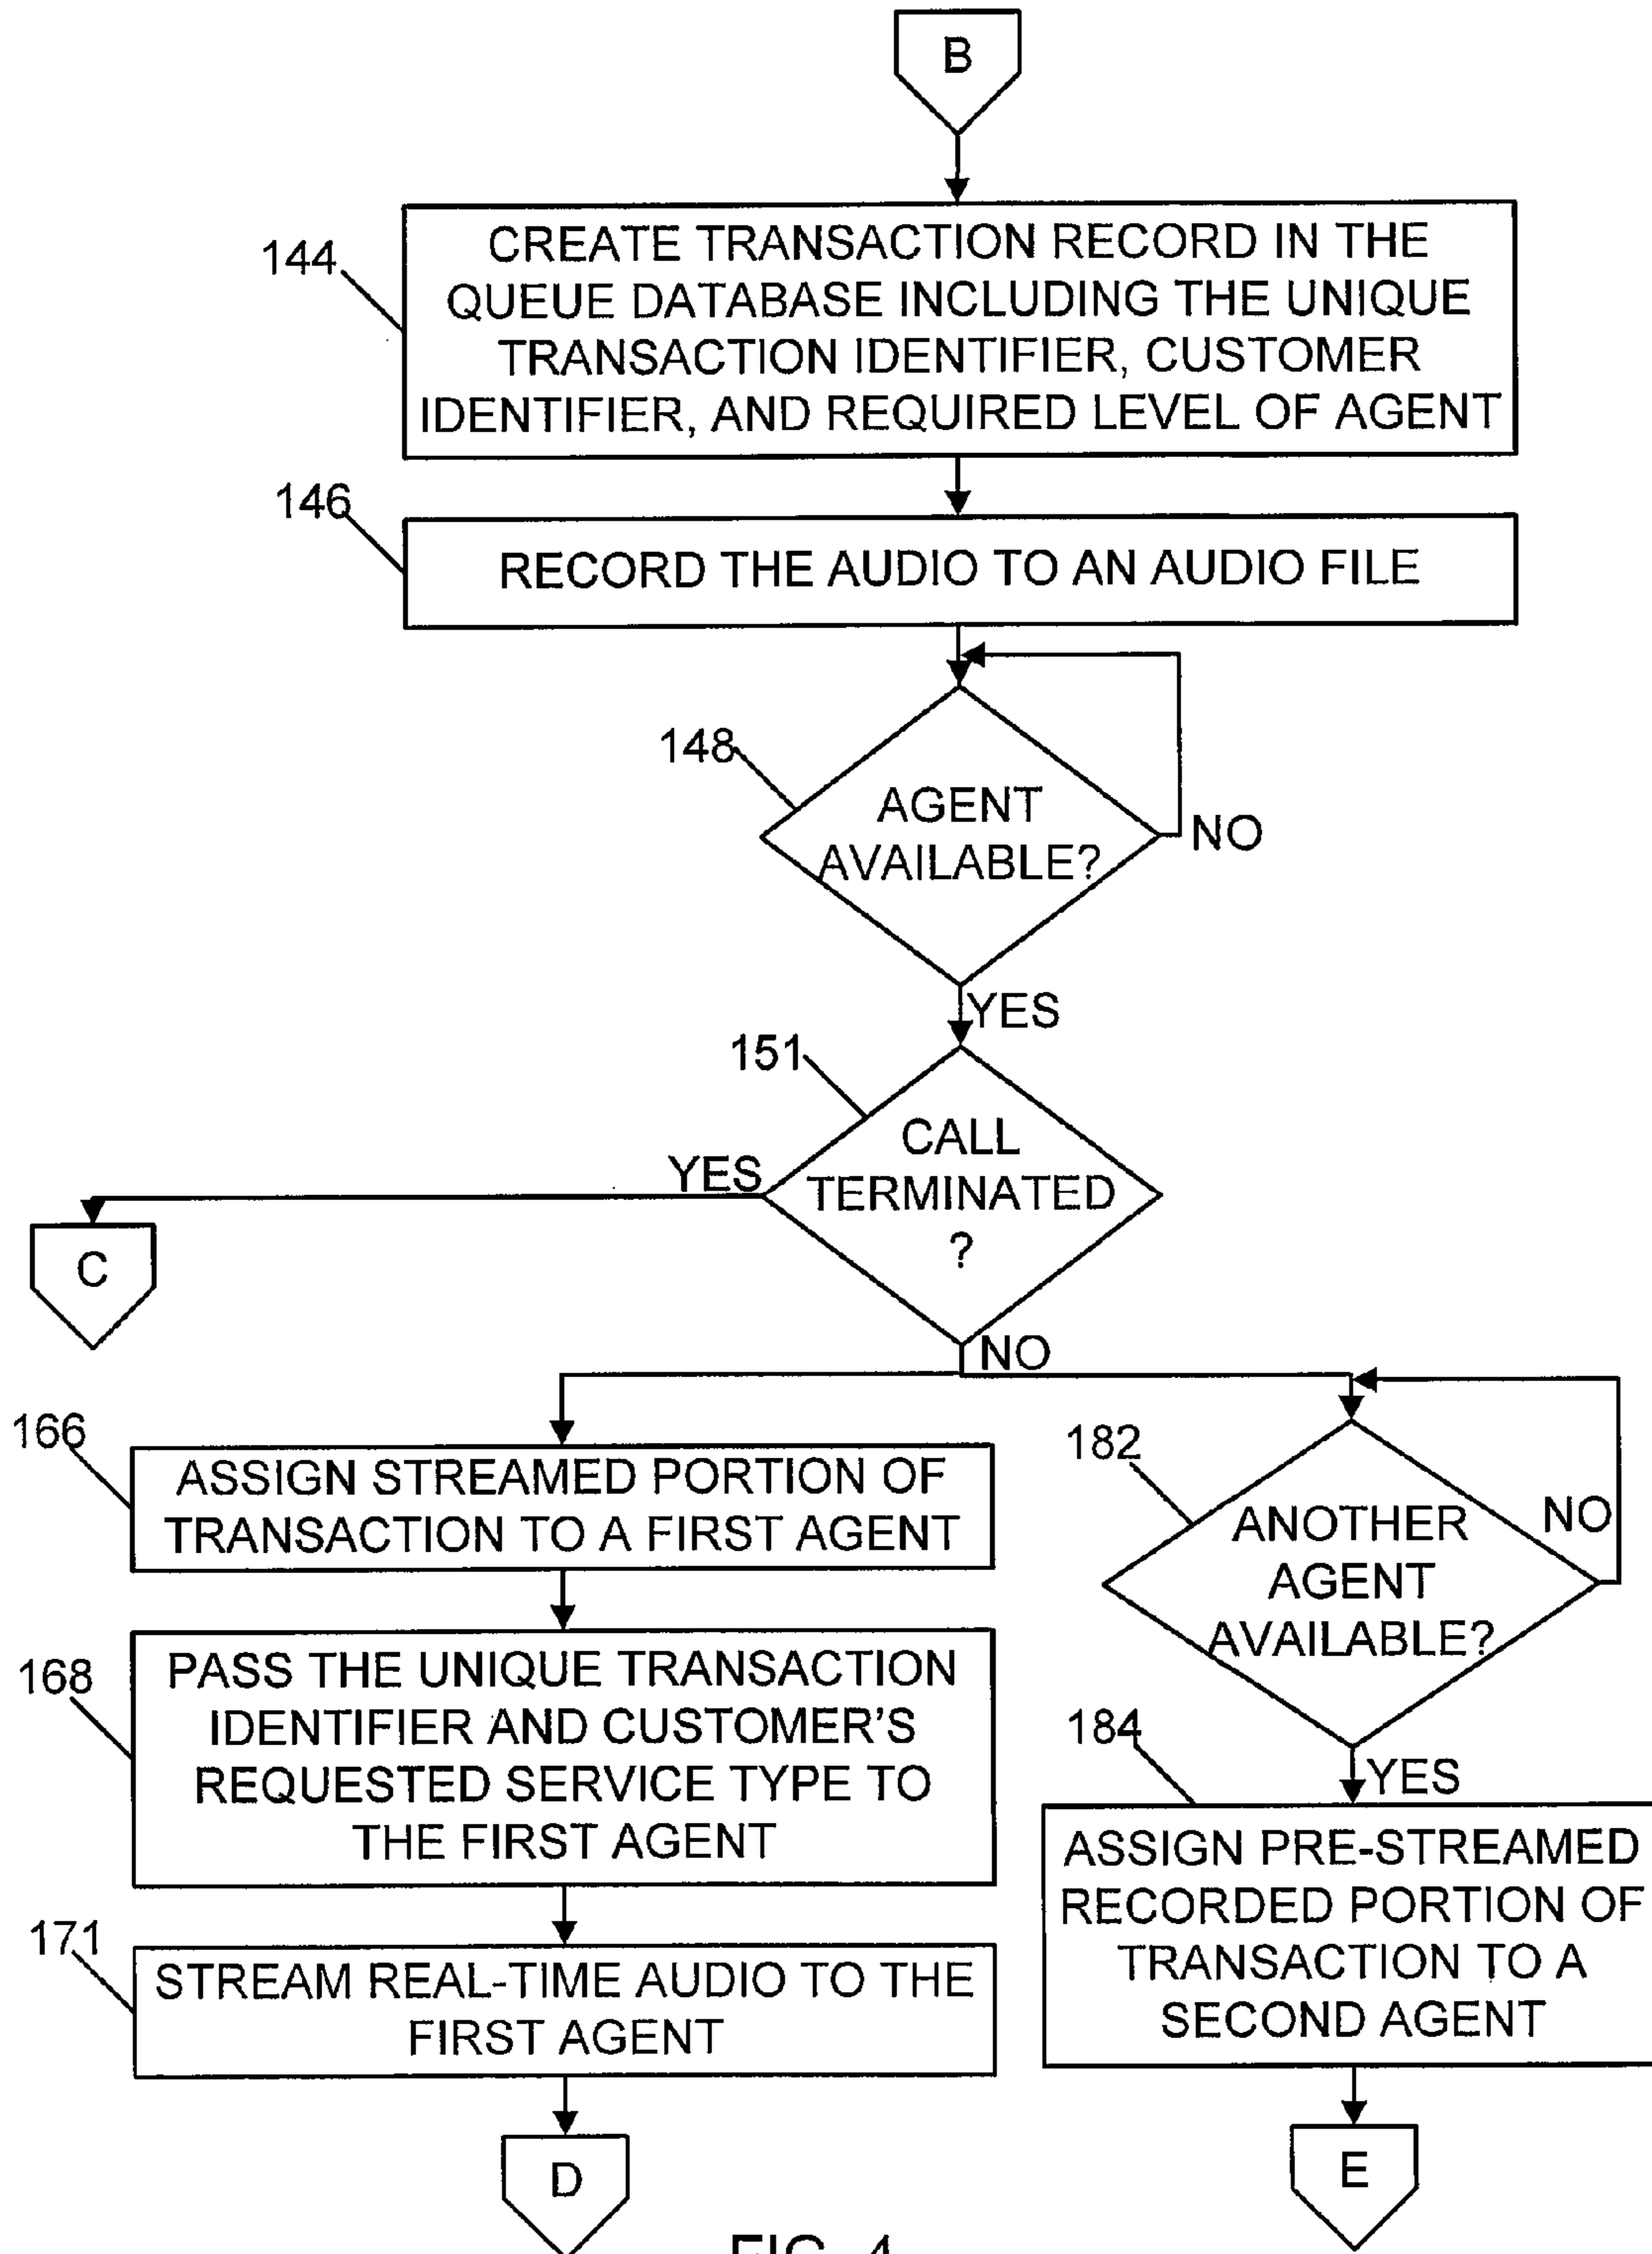 B
144
CREATE TRANSACTION RECORD IN THE
QUEUE DATABASE INCLUDING THE UNIQUE
TRANSACTION IDENTIFIER, CUSTOMER
IDENTIFIER, AND REQUIRED LEVEL OF AGENT
146
RECORD THE AUDIO TO AN AUDIO FILE
148
AGENT
AVAILABLE?
NO
YES
151
CALL
TERMINATED
?
YES
C
NO
166
ASSIGN STREAMED PORTION OF
TRANSACTION TO A FIRST AGENT
168
PASS THE UNIQUE TRANSACTION
IDENTIFIER AND CUSTOMER'S
REQUESTED SERVICE TYPE TO
THE FIRST AGENT
171
STREAM REAL-TIME AUDIO TO THE
FIRST AGENT
D
182
ANOTHER
AGENT
AVAILABLE?
NO
YES
184
ASSIGN PRE-STREAMED
RECORDED PORTION OF
TRANSACTION TO A
SECOND AGENT
E
FIG. 4